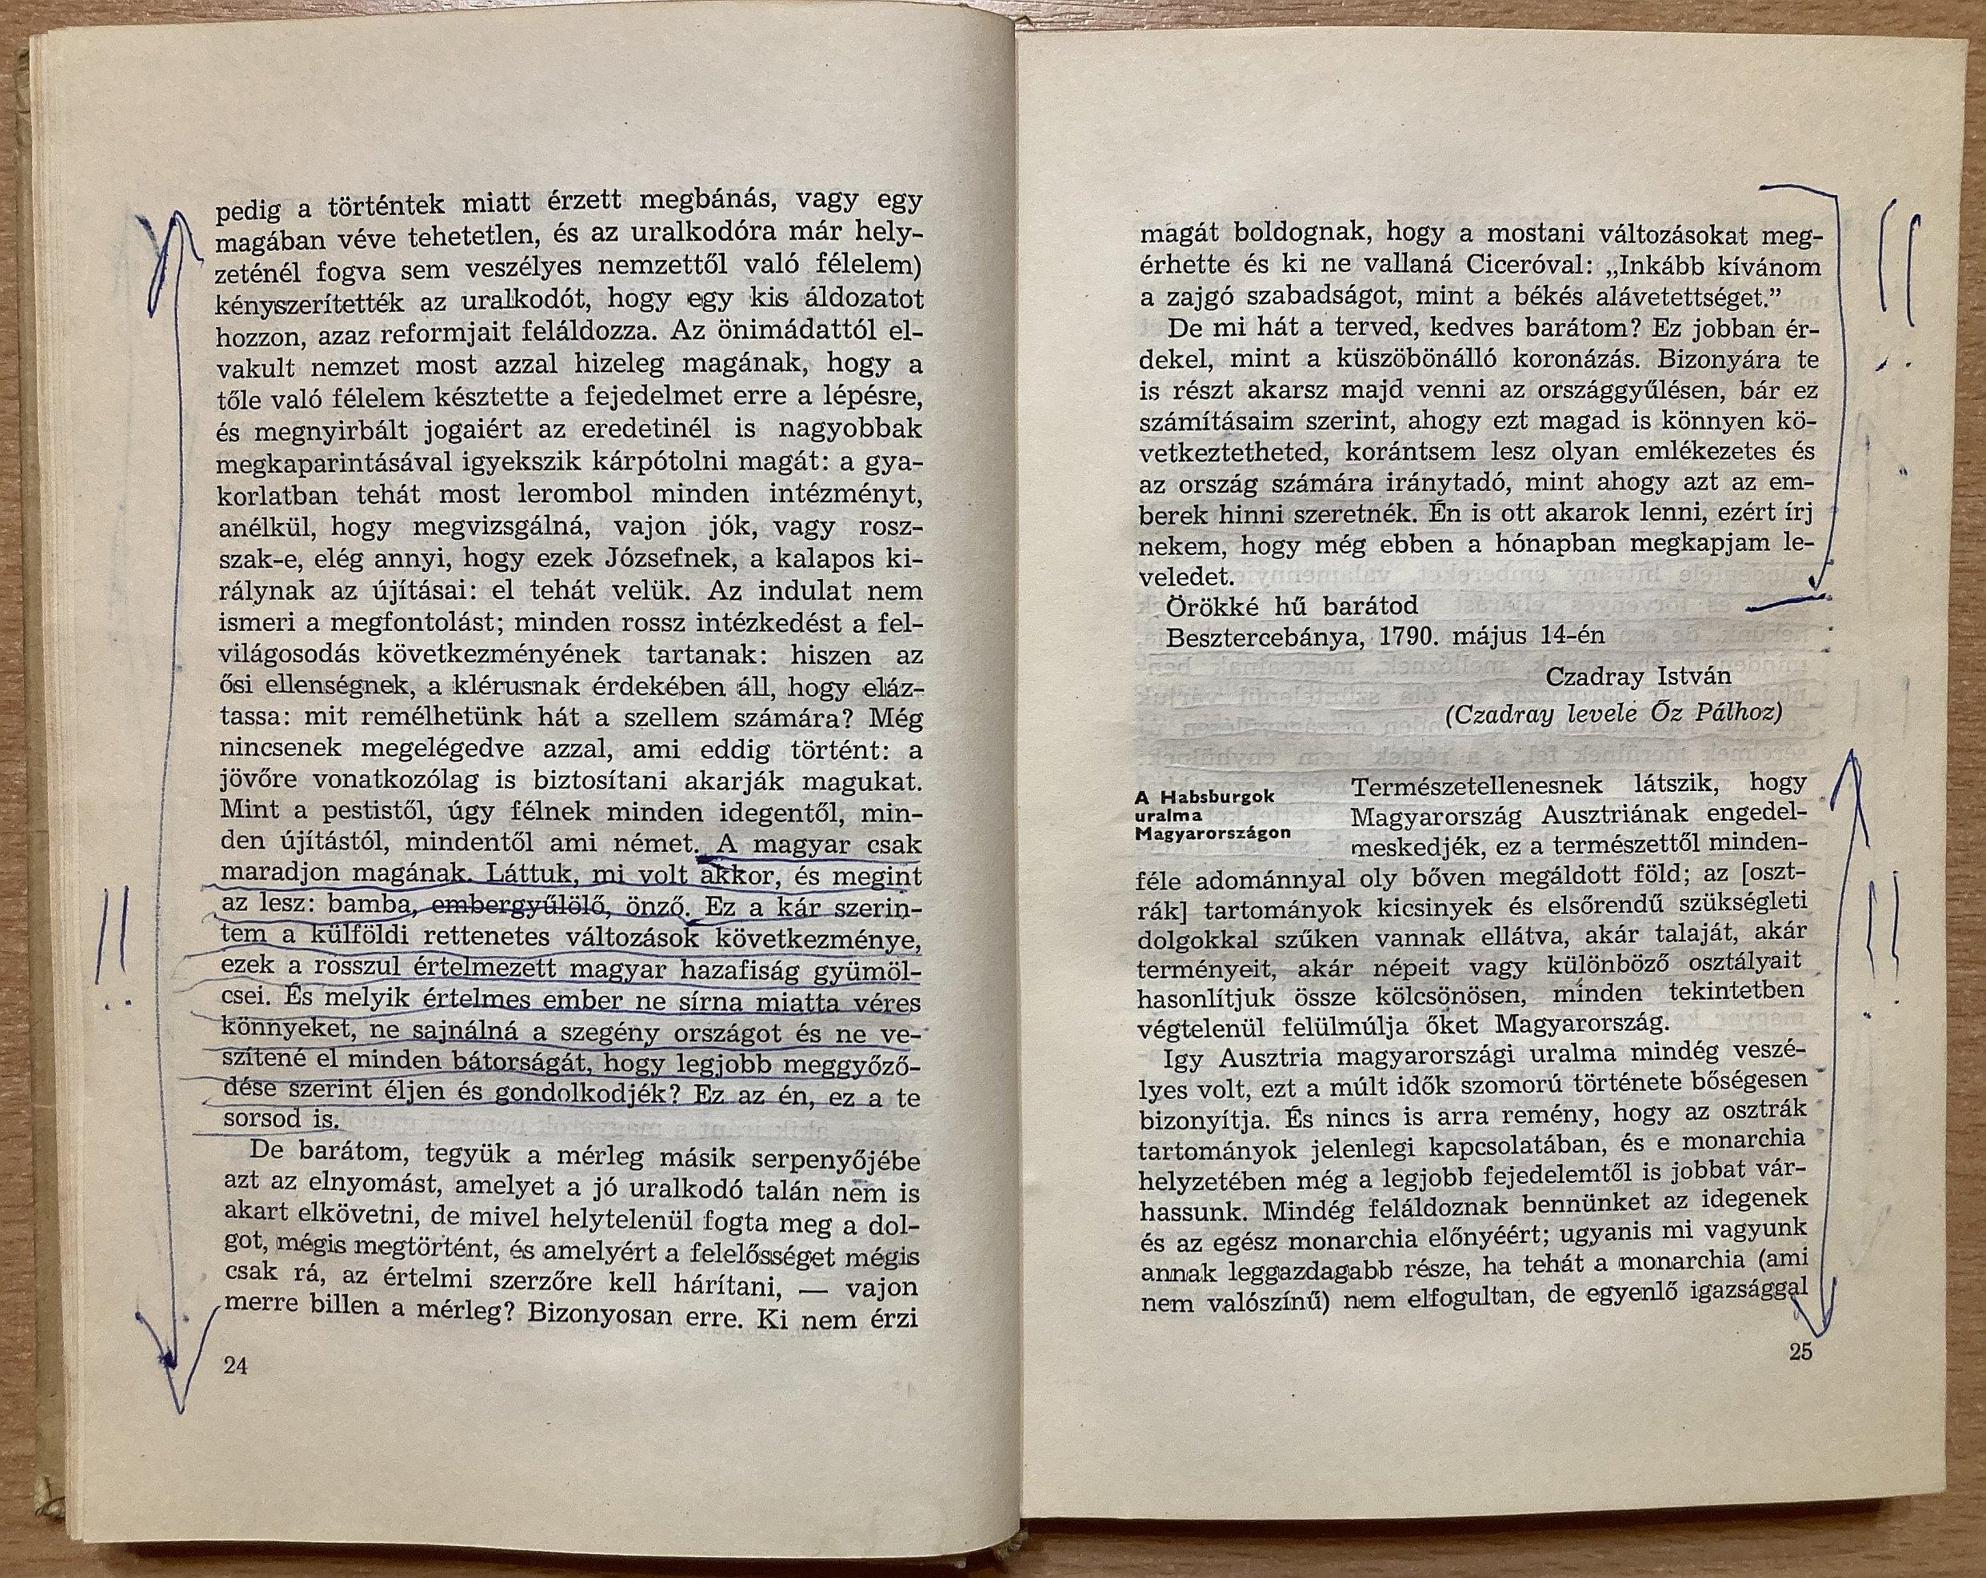 pedig a történtek miatt érzett megbánás, vagy egy
magában véve tehetetlen, és az uralkodóra már hely-
zeténél fogva sem veszélyes nemzettől való félelem)
kényszerítették az uralkodót, hogy egy kis áldozatot
hozzon, azaz reformjait feláldozza. Az önimádattól el-
vakult nemzet most azzal hizeleg magának, hogy a
tőle való félelem késztette a fejedelmet erre a lépésre,
és megnyirbált jogaiért az eredetinél is nagyobbak
megkaparintásával igyekszik kárpótolni magát: a gya-
korlatban tehát most lerombol minden intézményt,
anélkül, hogy megvizsgálná, vajon jók, vagy rosz-
szak-e, elég annyi, hogy ezek Józsefnek, a kalapos ki-
rálynak az újításai: el tehát velük. Az indulat nem
ismeri a megfontolást; minden rossz intézkedést a fel-
világosodás következményének tartanak: hiszen az
ősi ellenségnek, a klérusnak érdekében áll, hogy eláz-
tassa: mit remélhetünk hát a szellem számára? Még
nincsenek megelégedve azzal, ami eddig történt: a
jövőre vonatkozólag is biztosítani akarják magukat.
Mint a pestistől, úgy félnek minden idegentől, min-
den újítástól, mindentől ami német. A magyar csak
maradjon magának. Láttuk, mi volt akkor, és megint
az lesz: bamba, embergyűlölő, önző. Ez a kár szerin-
tem a külföldi rettenetes változások következménye,
ezek a rosszul értelmezett magyar hazafiság gyümöl-
csei. És melyik értelmes ember ne sírna miatta véres
könnyeket, ne sajnálná a szegény országot és ne ve-
szítené el minden bátorságát, hogy legjobb meggyőző-
dése szerint éljen és gondolkodjék? Ez az én, ez a te
sorsod is.
De barátom, tegyük a mérleg másik serpenyőjébe
azt az elnyomást, amelyet a jó uralkodó talán nem is
akart elkövetni, de mivel helytelenül fogta meg a dol-
got, mégis megtörtént, és amelyért a felelősséget mégis
csak rá, az értelmi szerzőre kell hárítani, — vajon
merre billen a mérleg? Bizonyosan erre. Ki nem érzi
24
!!
magát boldognak, hogy a mostani változásokat meg-
érhette és ki ne vallaná Ciceróval: „Inkább kívánom
a zajgó szabadságot, mint a békés alávetettséget.”
De mi hát a terved, kedves barátom? Ez jobban ér-
dekel, mint a küszöbönálló koronázás. Bizonyára te
is részt akarsz majd venni az országgyűlésen, bár ez
számításaim szerint, ahogy ezt magad is könnyen kö-
vetkeztetheted, korántsem lesz olyan emlékezetes és
az ország számára iránytadó, mint ahogy azt az em-
berek hinni szeretnék. Én is ott akarok lenni, ezért írj
nekem, hogy még ebben a hónapban megkapjam le-
veledet.
Örökké hű barátod
Besztercebánya, 1790. május 14-én
Czadray István
(Czadray levele Őz Pálhoz)
!!
A Habsburgok
uralma
Magyarországon
Természetellenesnek látszik, hogy
Magyarország Ausztriának engedel-
meskedjék, ez a természettől minden-
féle adománnyal oly bőven megáldott föld; az [oszt-
rák] tartományok kicsinyek és elsőrendű szükségleti
dolgokkal szűken vannak ellátva, akár talaját, akár
terményeit, akár népeit vagy különböző osztályait
hasonlítjuk össze kölcsönösen, minden tekintetben
végtelenül felülmúlja őket Magyarország.
Igy Ausztria magyarországi uralma mindég veszé-
lyes volt, ezt a múlt idők szomorú története bőségesen
bizonyítja. És nincs is arra remény, hogy az osztrák
tartományok jelenlegi kapcsolatában, és e monarchia
helyzetében még a legjobb fejedelemtől is jobbat vár-
hassunk. Mindég feláldoznak bennünket az idegenek
és az egész monarchia előnyéért; ugyanis mi vagyunk
annak leggazdagabb része, ha tehát a monarchia (ami
nem valószínű) nem elfogultan, de egyenlő igazsággal
25
!!